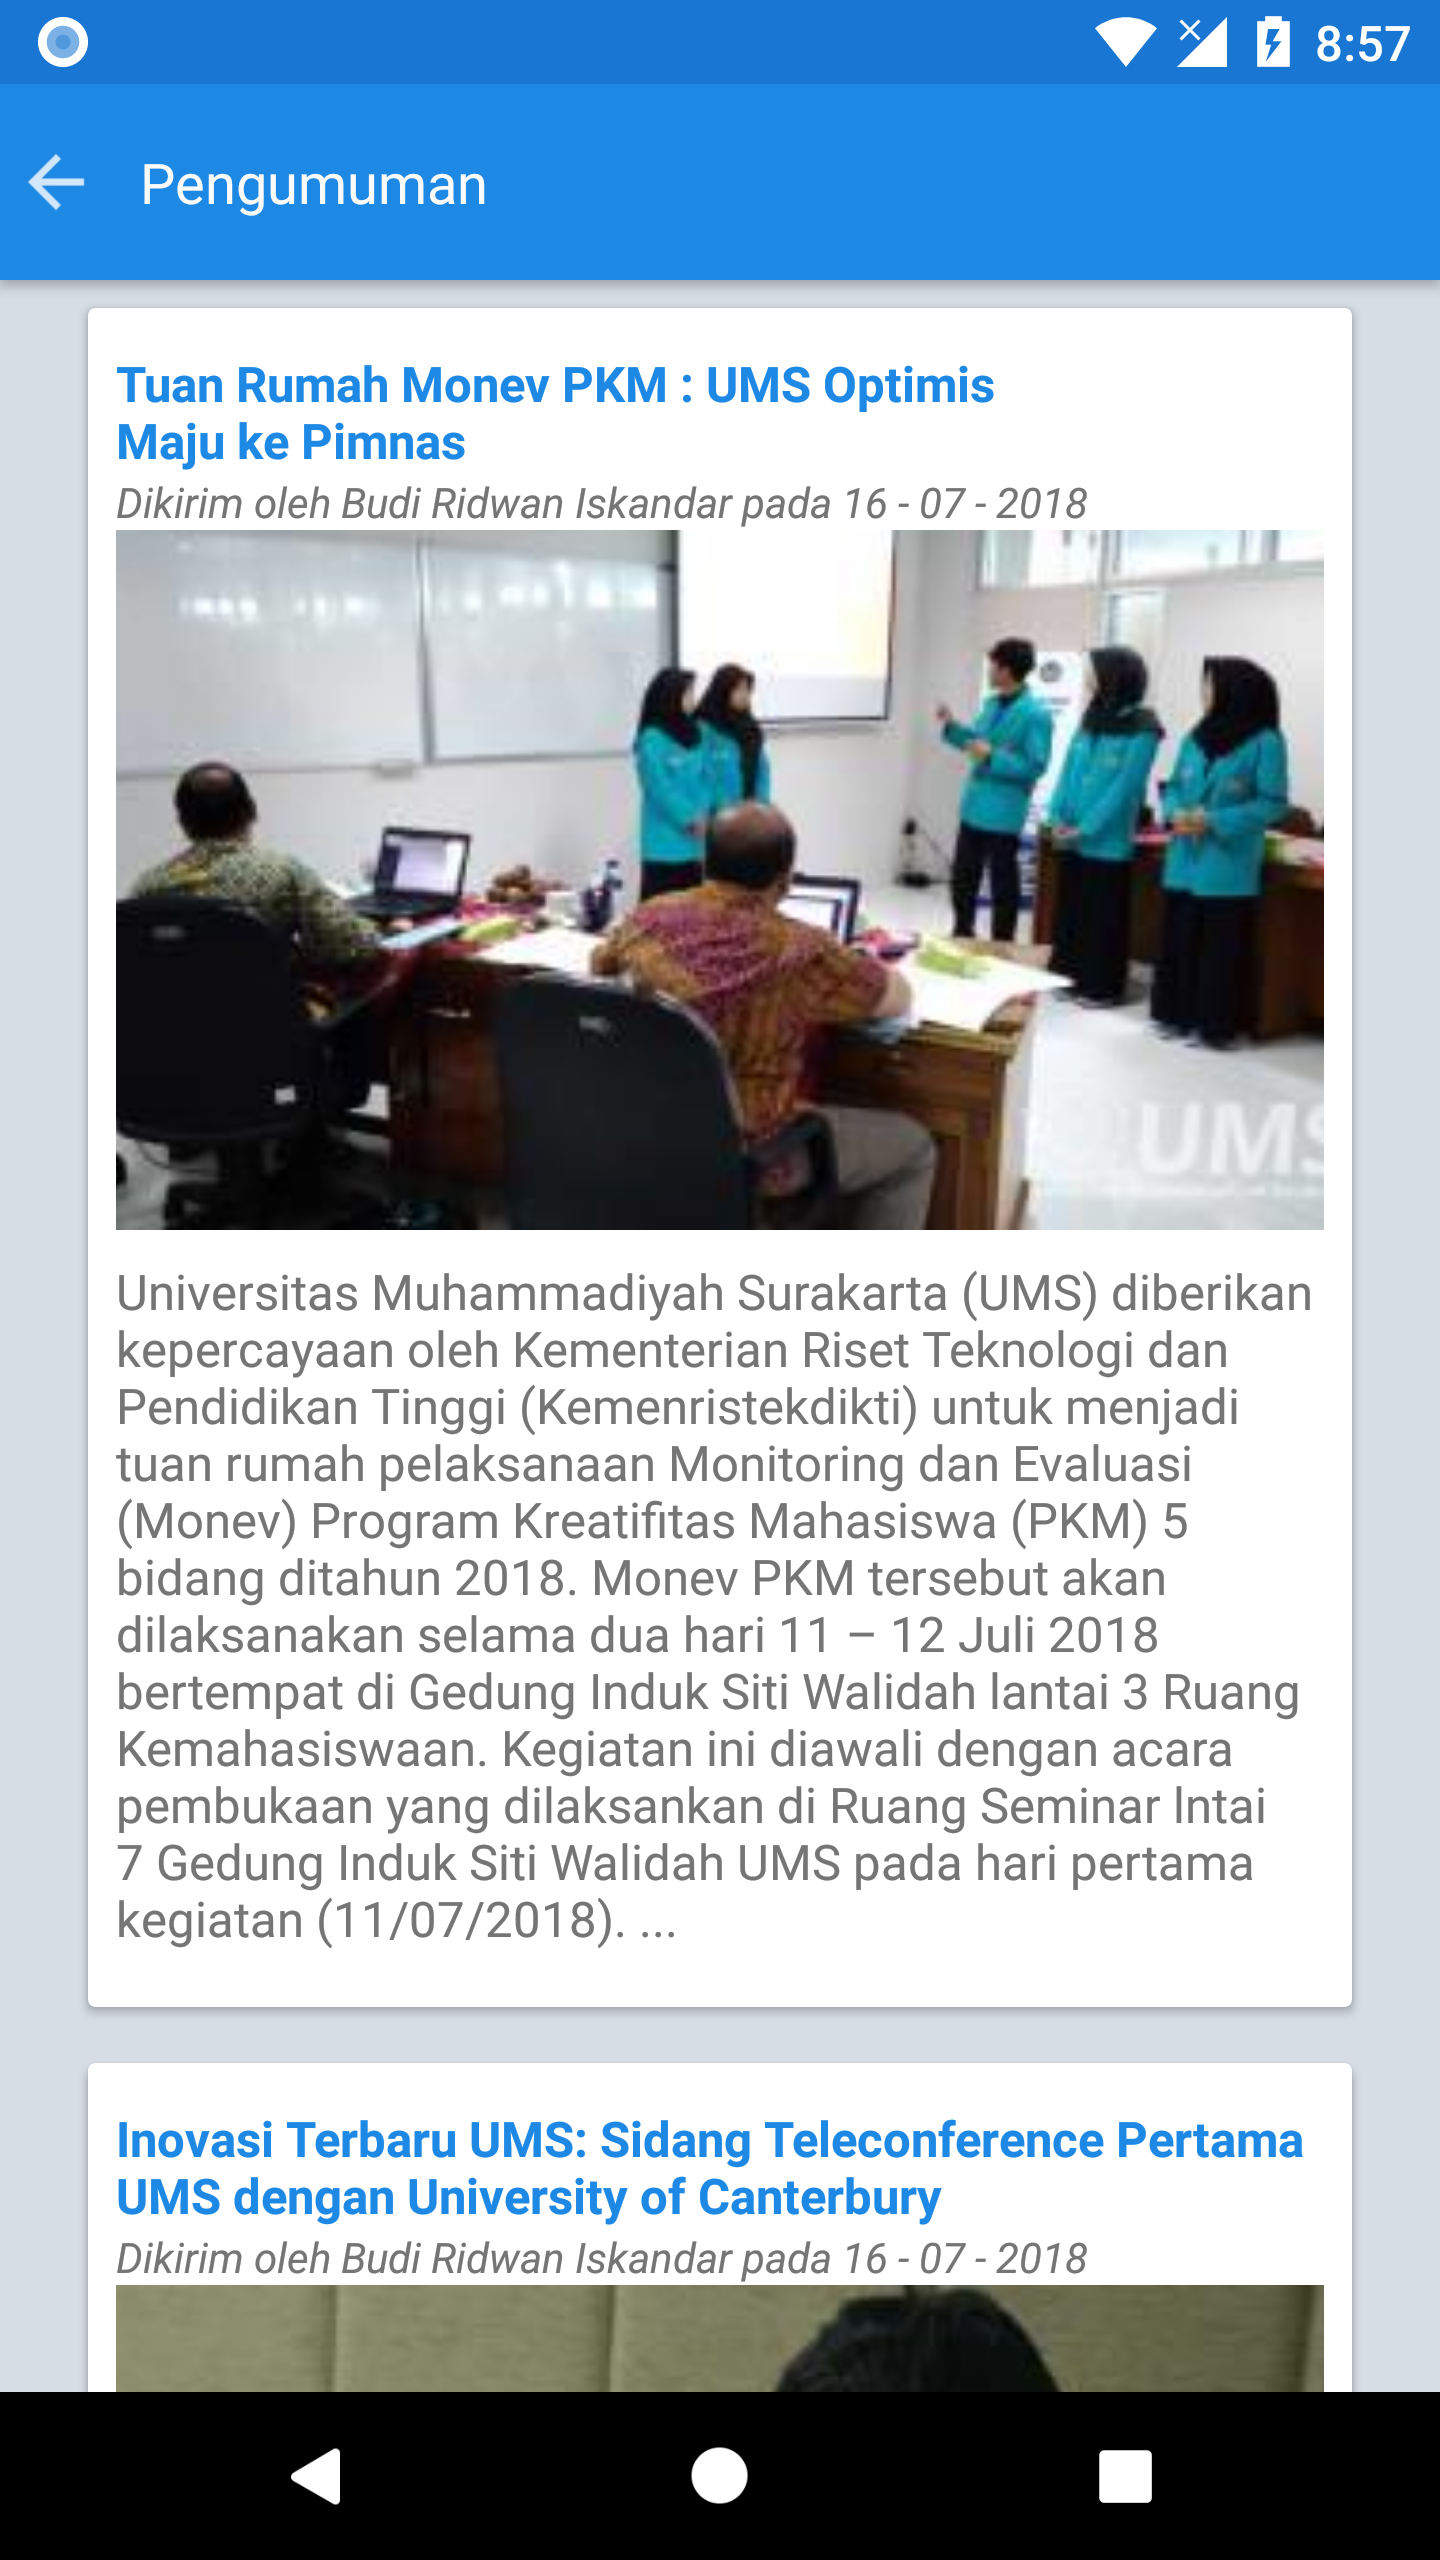 8:57
Pengumuman
Tuan Rumah Monev PKM : UMS Optimis
Maju ke Pimnas
Dikirim oleh Budi Ridwan Iskandar pada 16 - 07 - 2018
UMS
Universitas Muhammadiyah Surakarta (UMS) diberikan
kepercayaan oleh Kementerian Riset Teknologi dan
Pendidikan Tinggi (Kemenristekdikti) untuk menjadi
tuan rumah pelaksanaan Monitoring dan Evaluasi
(Monev) Program Kreatifitas Mahasiswa (PKM) 5
bidang ditahun 2018. Monev PKM tersebut akan
dilaksanakan selama dua hari 11 – 12 Juli 2018
bertempat di Gedung Induk Siti Walidah lantai 3 Ruang
Kemahasiswaan. Kegiatan ini diawali dengan acara
pembukaan yang dilaksankan di Ruang Seminar lntai
7 Gedung Induk Siti Walidah UMS pada hari pertama
kegiatan (11/07/2018). ...
Inovasi Terbaru UMS: Sidang Teleconference Pertama
UMS dengan University of Canterbury
Dikirim oleh Budi Ridwan Iskandar pada 16 - 07 - 2018